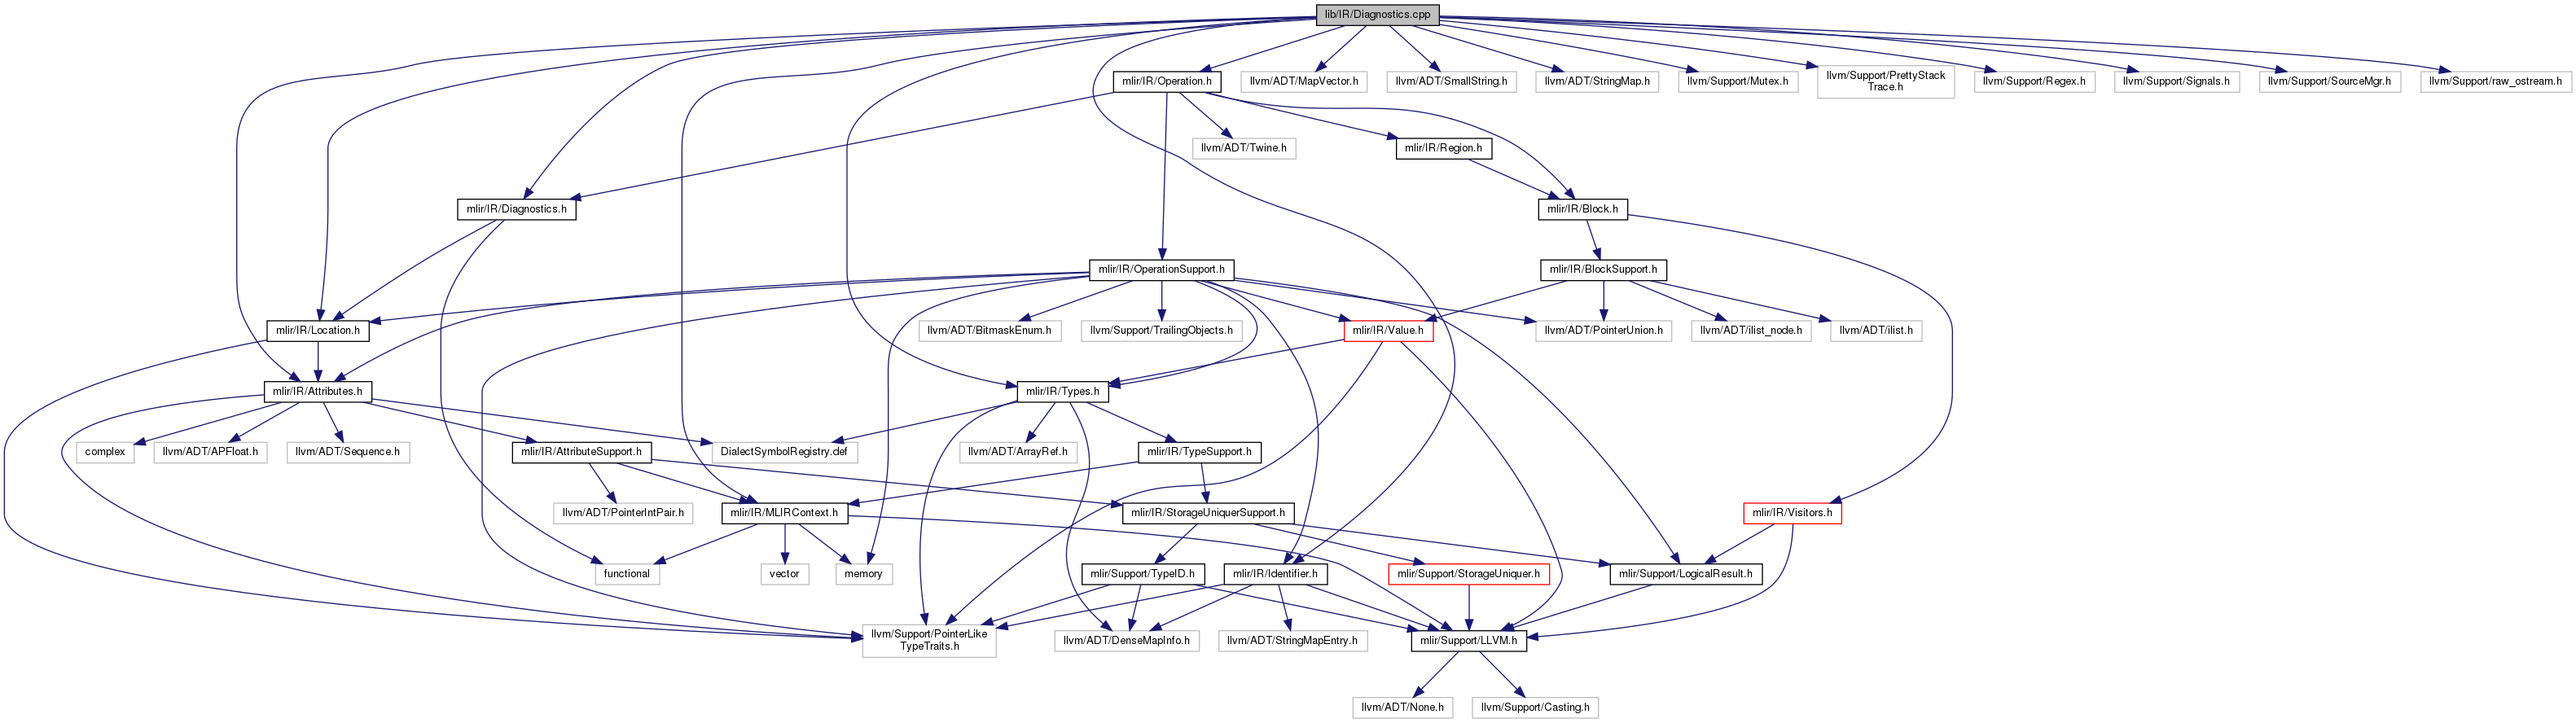 lib/IR/Diagnostics.cpp
mlir/IR/Operation.h
llvm/ADT/MapVector.h
llvm/ADT/SmallString.h
llvm/ADT/StringMap.h
llvm/Support/Mutex.h
llvm/Support/PrettyStack
Trace.h
llvm/Support/Regex.h
llvm/Support/Signals.h
llvm/Support/SourceMgr.h
llvm/Support/raw_ostream.h
llvm/ADT/Twine.h
mlir/IR/Region.h
mlir/IR/Diagnostics.h
mlir/IR/Block.h
mlir/IR/OperationSupport.h
mlir/IR/BlockSupport.h
mlir/IR/Location.h
llvm/ADT/BitmaskEnum.h
llvm/Support/TrailingObjects.h
mlir/IR/Value.h
llvm/ADT/PointerUnion.h
llvm/ADT/ilist_node.h
llvm/ADT/ilist.h
mlir/IR/Attributes.h
mlir/IR/Types.h
complex
llvm/ADT/APFloat.h
llvm/ADT/Sequence.h
mlir/IR/AttributeSupport.h
DialectSymbolRegistry.def
llvm/ADT/ArrayRef.h
mlir/IR/TypeSupport.h
llvm/ADT/PointerIntPair.h
mlir/IR/MLIRContext.h
mlir/IR/StorageUniquerSupport.h
mlir/IR/Visitors.h
functional
vector
memory
mlir/Support/TypeID.h
mlir/IR/Identifier.h
mlir/Support/StorageUniquer.h
mlir/Support/LogicalResult.h
llvm/Support/PointerLike
TypeTraits.h
llvm/ADT/DenseMapInfo.h
llvm/ADT/StringMapEntry.h
mlir/Support/LLVM.h
llvm/ADT/None.h
llvm/Support/Casting.h